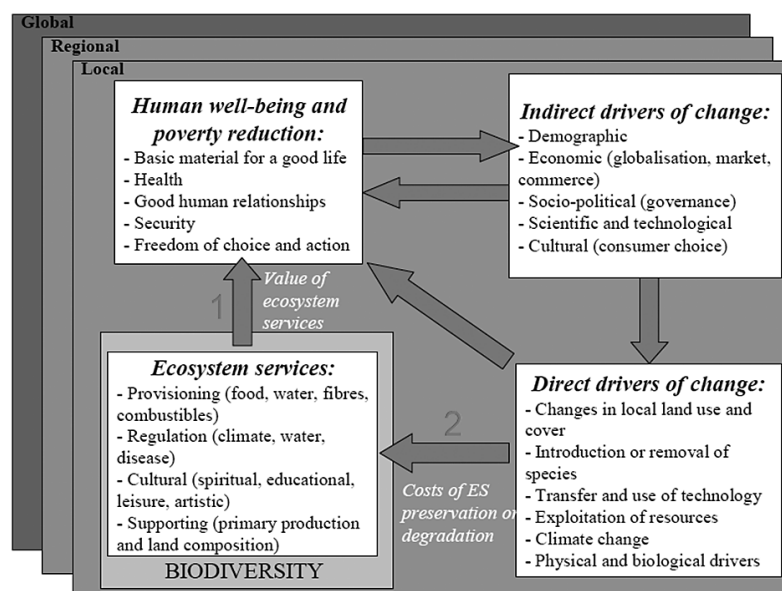 Global
Regional
Local
Human well-being and
poverty reduction:
- Basic material for a good life
- Health
- Good human relationships
- Security
- Freedom of choice and action
Indirect drivers of change:
- Demographic
- Economic (globalisation, market,
commerce)
- Socio-political (governance)
- Scientific and technological
- Cultural (consumer choice)
1
Value of
ecosystem
services
Ecosystem services:
- Provisioning (food, water, fibres,
combustibles)
- Regulation (climate, water,
disease)
- Cultural (spiritual, educational,
leisure, artistic)
- Supporting (primary production
and land composition)
BIODIVERSITY
2
Costs of ES
preservation or
degradation
Direct drivers of change:
- Changes in local land use and
cover
- Introduction or removal of
species
- Transfer and use of technology
- Exploitation of resources
- Climate change
- Physical and biological drivers